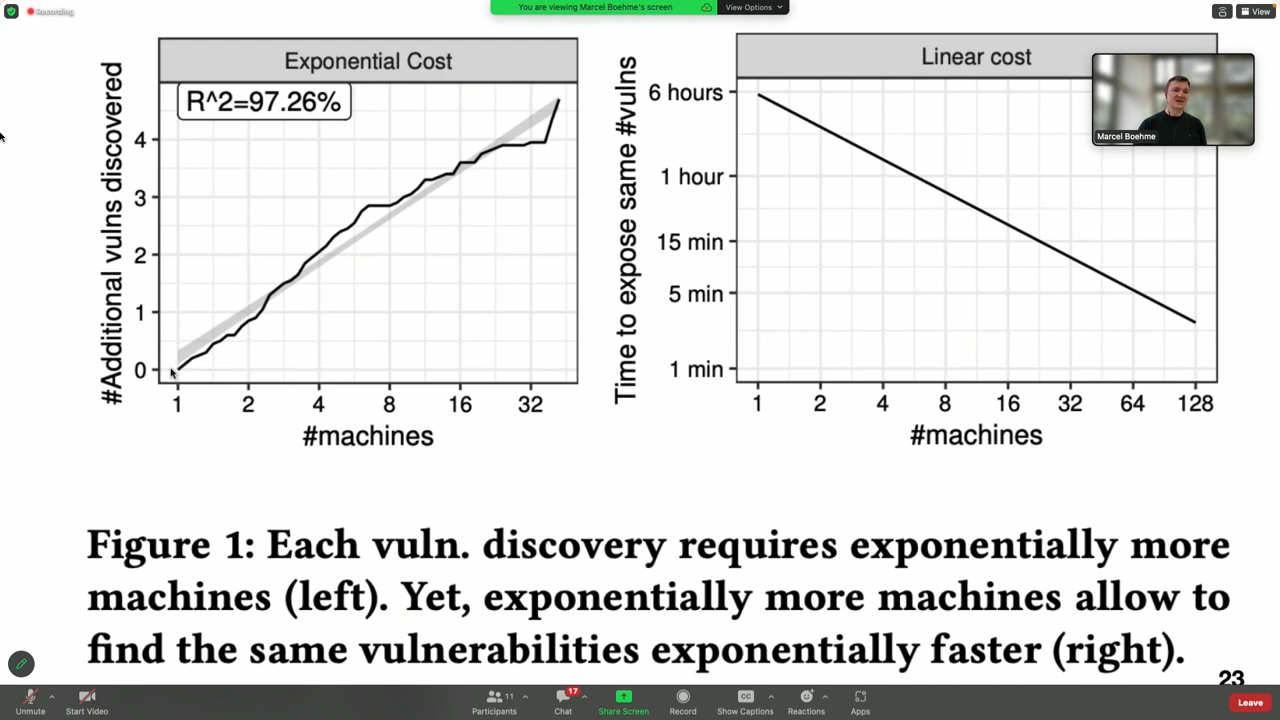 Recording
You are viewing Marcel Boehme's screen
View Options
View
Exponential Cost
R^2=97.26%
#Additional vulns discovered
4
3
2
1
0
1 2 4 8 16 32
#machines
Linear cost
Time to expose same #vulns
6 hours
1 hour
15 min
5 min
1 min
1 2 4 8 16 32 64 128
#machines
Marcel Boehme
Figure 1: Each vuln. discovery requires exponentially more
machines (left). Yet, exponentially more machines allow to
find the same vulnerabilities exponentially faster (right).
23
Unmute
Start Video
11
Participants
17
Chat
Share Screen
Record
CC
Show Captions
Reactions
Apps
Leave